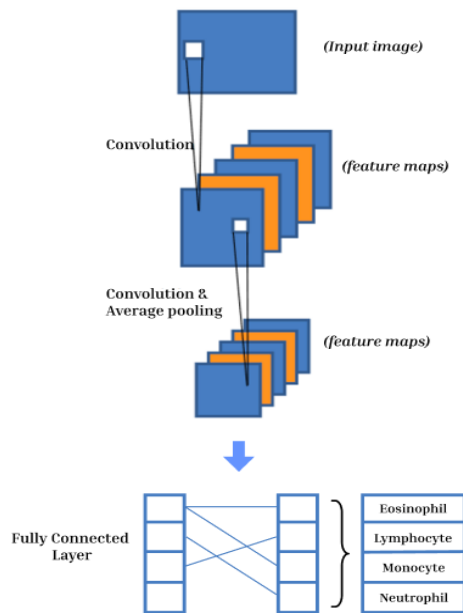 (Input image)
Convolution
(feature maps)
Convolution &
Average pooling
(feature maps)
Fully Connected
Layer
Eosinophil
Lymphocyte
Monocyte
Neutrophil